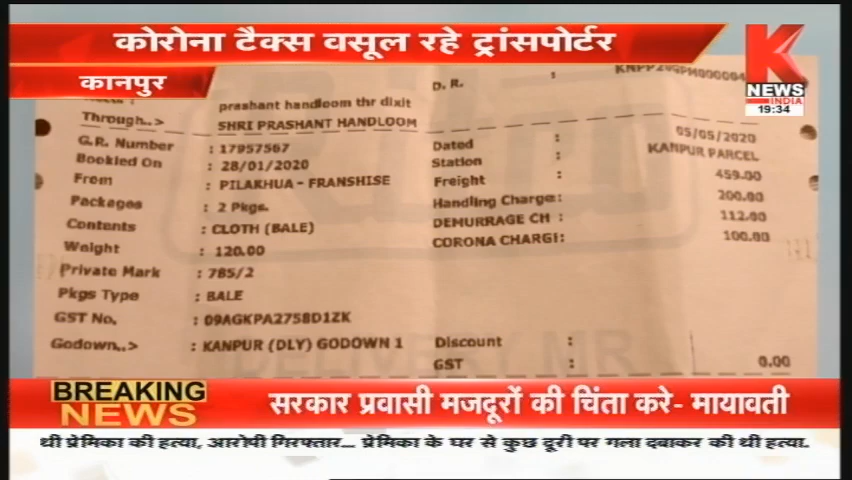 कोरोना टैक्स वसूल रहे ट्रांसपोर्टर
कानपुर
K
NEWS
INDIA
19:34
prashant handloom thr dixit
D. R. :
Through..> SHRI PRASHANT HANDLOOM
G.R. Number : 17957567
Dated : 05/05/2020
Bookled On : 28/01/2020
Station : KANPUR PARCEL
From : PILAKHUA - FRANSHISE
Freight : 459.00
Packages : 2 Pkgs.
Handling Charge: 200.00
Contents : CLOTH (BALE)
DEMURRAGE CH : 112.00
Weight : 120.00
CORONA CHARGE: 100.00
Private Mark : 785/2
Pkgs Type : BALE
GST No. : 09AGKPA2758D1ZK
Godown..> : KANPUR (DLY) GODOWN 1
Discount :
GST : 0.00
BREAKING
NEWS
सरकार प्रवासी मजदूरों की चिंता करे- मायावती
थी प्रेमिका की हत्या, आरोपी गिरफ्तार... प्रेमिका के घर से कुछ दूरी पर गला दबाकर की थी हत्या.